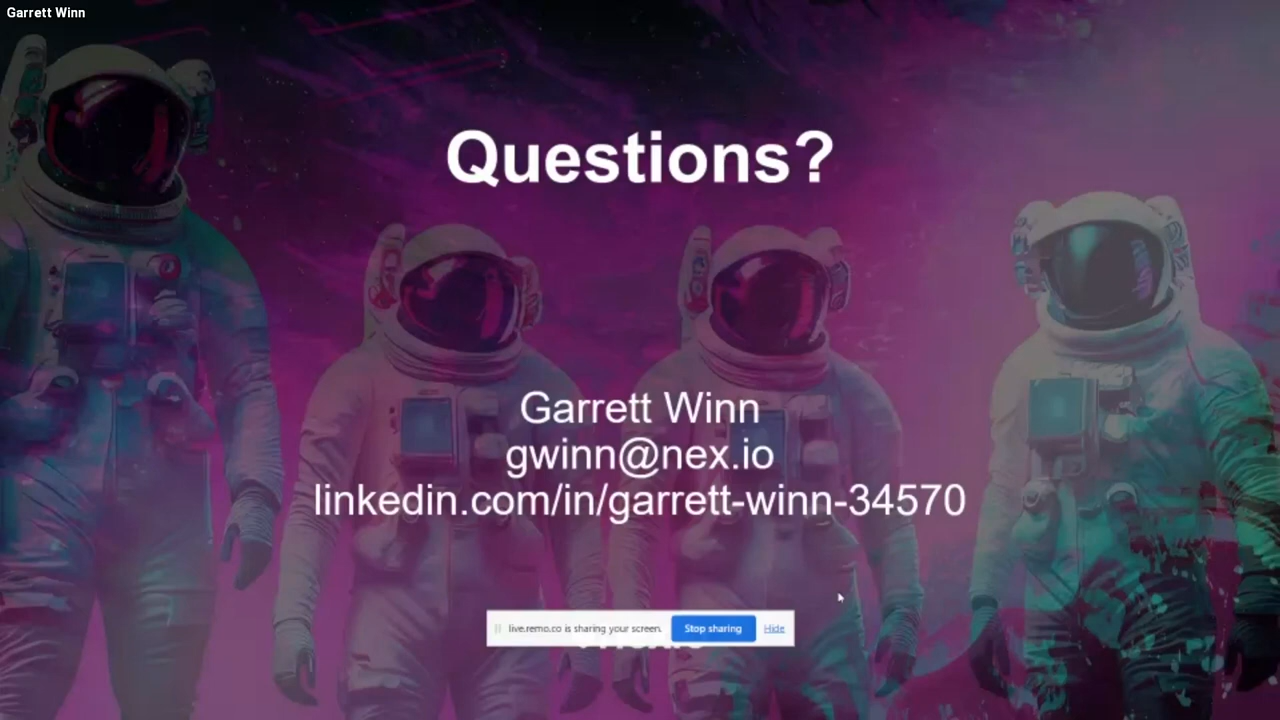 Garrett Winn
Questions?
Garrett Winn
gwinn@nex.io
linkedin.com/in/garrett-winn-34570
live.remo.co is sharing your screen.
Stop sharing
Hide